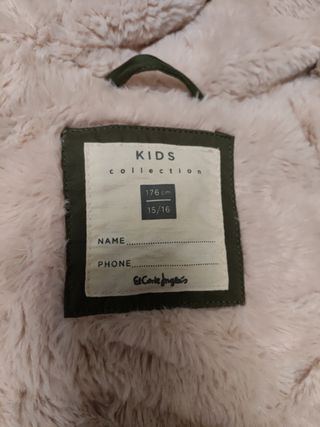 KIDS
collection
176 cm
15/16
NAME..........................
PHONE........................
El Corte Inglés